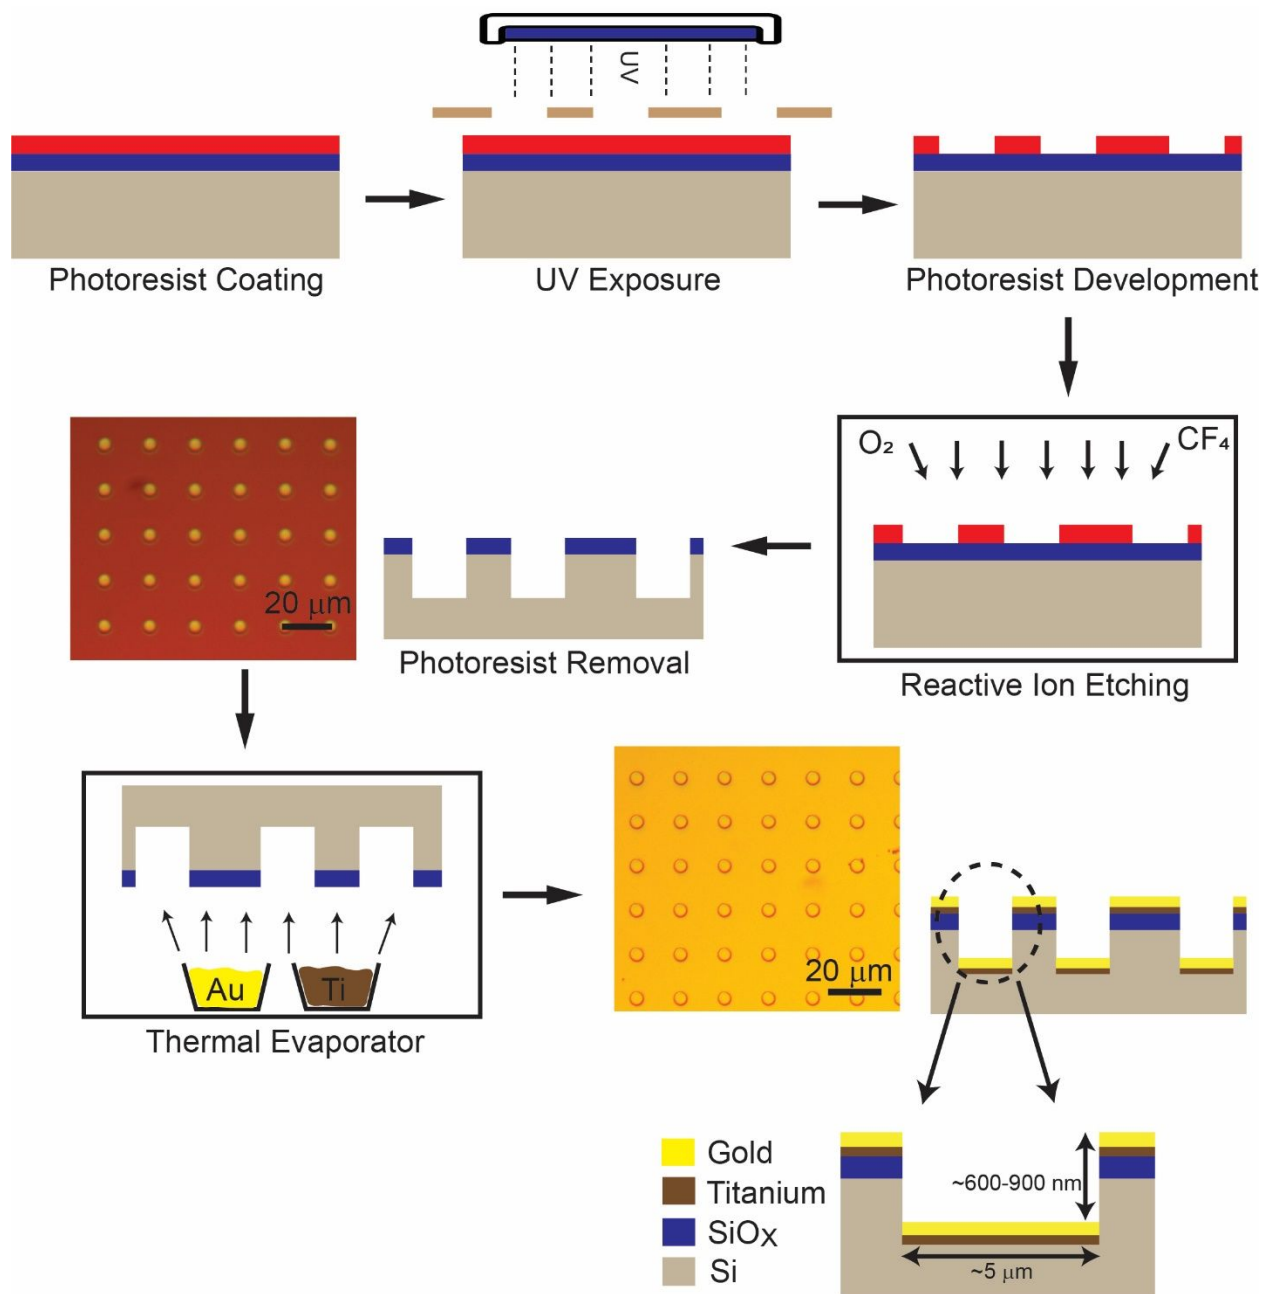 UV
Photoresist Coating
UV Exposure
Photoresist Development
O₂
CF₄
20 μm
Photoresist Removal
Reactive Ion Etching
Au
Ti
Thermal Evaporator
20 μm
Gold
Titanium
SiOx
Si
~600-900 nm
~5 μm